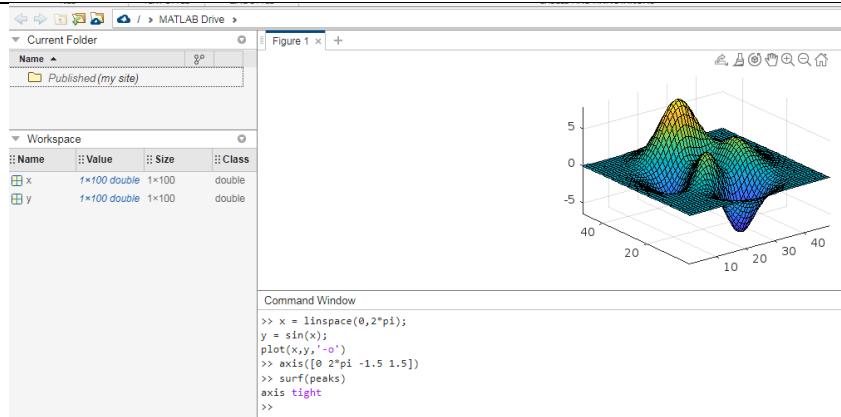 / › MATLAB Drive ›
Current Folder
Name
Published (my site)
Workspace
Name Value Size Class
x 1×100 double 1×100 double
y 1×100 double 1×100 double
Figure 1 × +
5
0
-5
40
20
10 20 30 40
Command Window
>> x = linspace(0,2*pi);
y = sin(x);
plot(x,y,'-o')
>> axis([0 2*pi -1.5 1.5])
>> surf(peaks)
axis tight
>>